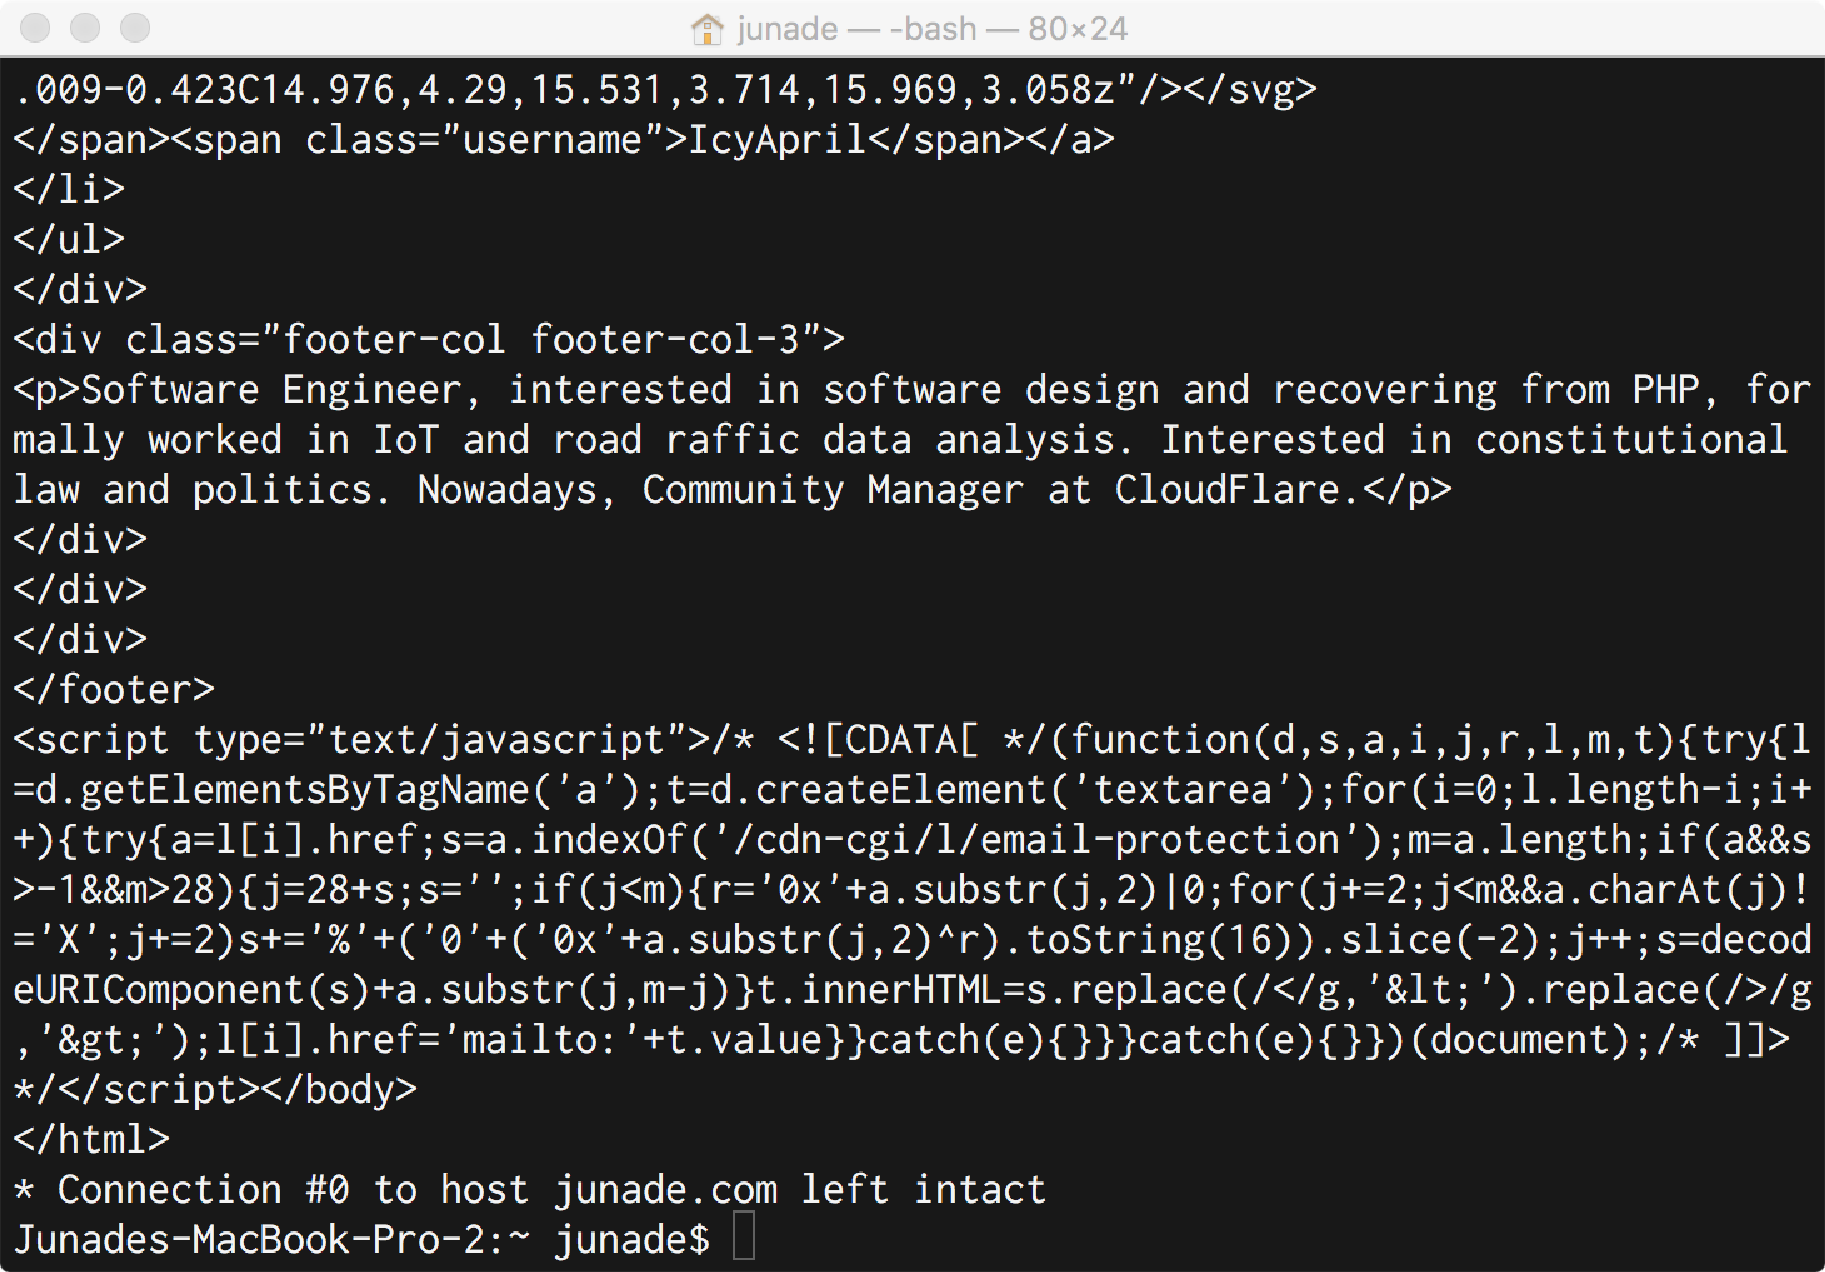 junade — -bash — 80×24
.009-0.423C14.976,4.29,15.531,3.714,15.969,3.058z"/></svg>
</span><span class="username">IcyApril</span></a>
</li>
</ul>
</div>
<div class="footer-col footer-col-3">
<p>Software Engineer, interested in software design and recovering from PHP, for
mally worked in IoT and road raffic data analysis. Interested in constitutional
law and politics. Nowadays, Community Manager at CloudFlare.</p>
</div>
</div>
</div>
</footer>
<script type="text/javascript">/* <![CDATA[ */(function(d,s,a,i,j,r,l,m,t){try{l
=d.getElementsByTagName('a');t=d.createElement('textarea');for(i=0;l.length-i;i+
+){try{a=l[i].href;s=a.indexOf('/cdn-cgi/l/email-protection');m=a.length;if(a&&s
>-1&&m>28){j=28+s;s='';if(j<m){r='0x'+a.substr(j,2)|0;for(j+=2;j<m&&a.charAt(j)!
='X';j+=2)s+='%'+('0'+('0x'+a.substr(j,2)^r).toString(16)).slice(-2);j++;s=decod
eURIComponent(s)+a.substr(j,m-j)}t.innerHTML=s.replace(/</g,'&lt;').replace(/>/g
,'&gt;');l[i].href='mailto:'+t.value}}catch(e){}}}catch(e){}})(document);/* ]]>
*/</script></body>
</html>
* Connection #0 to host junade.com left intact
Junades-MacBook-Pro-2:~ junade$